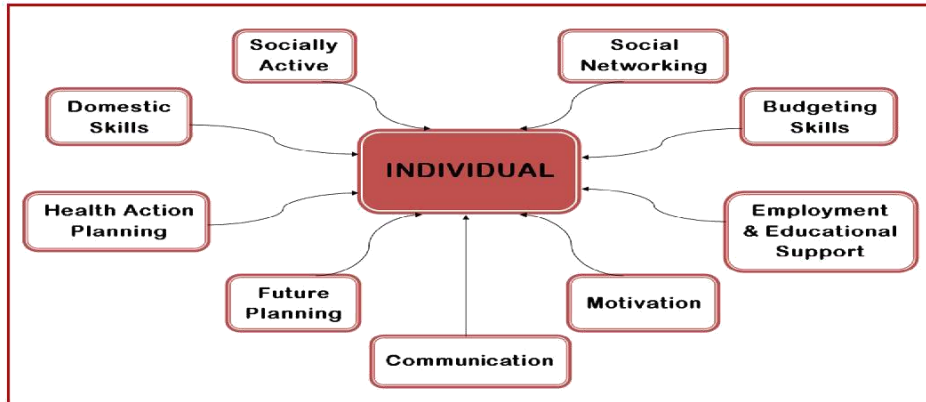 Socially
Active
Social
Networking
Domestic
Skills
Budgeting
Skills
INDIVIDUAL
Health Action
Planning
Employment
& Educational
Support
Future
Planning
Motivation
Communication